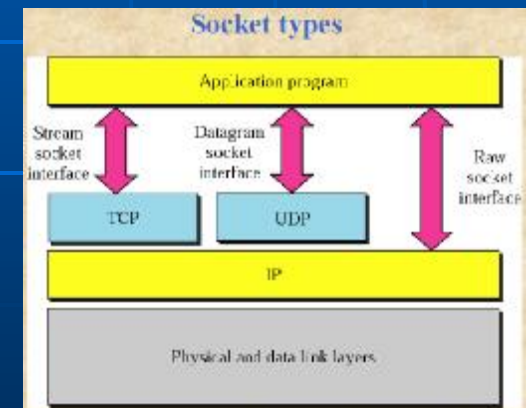 Socket types
Application program
Stream
socket
interface
Datagram
socket
interface
Raw
socket
interface
TCP
UDP
IP
Physical and data link layers